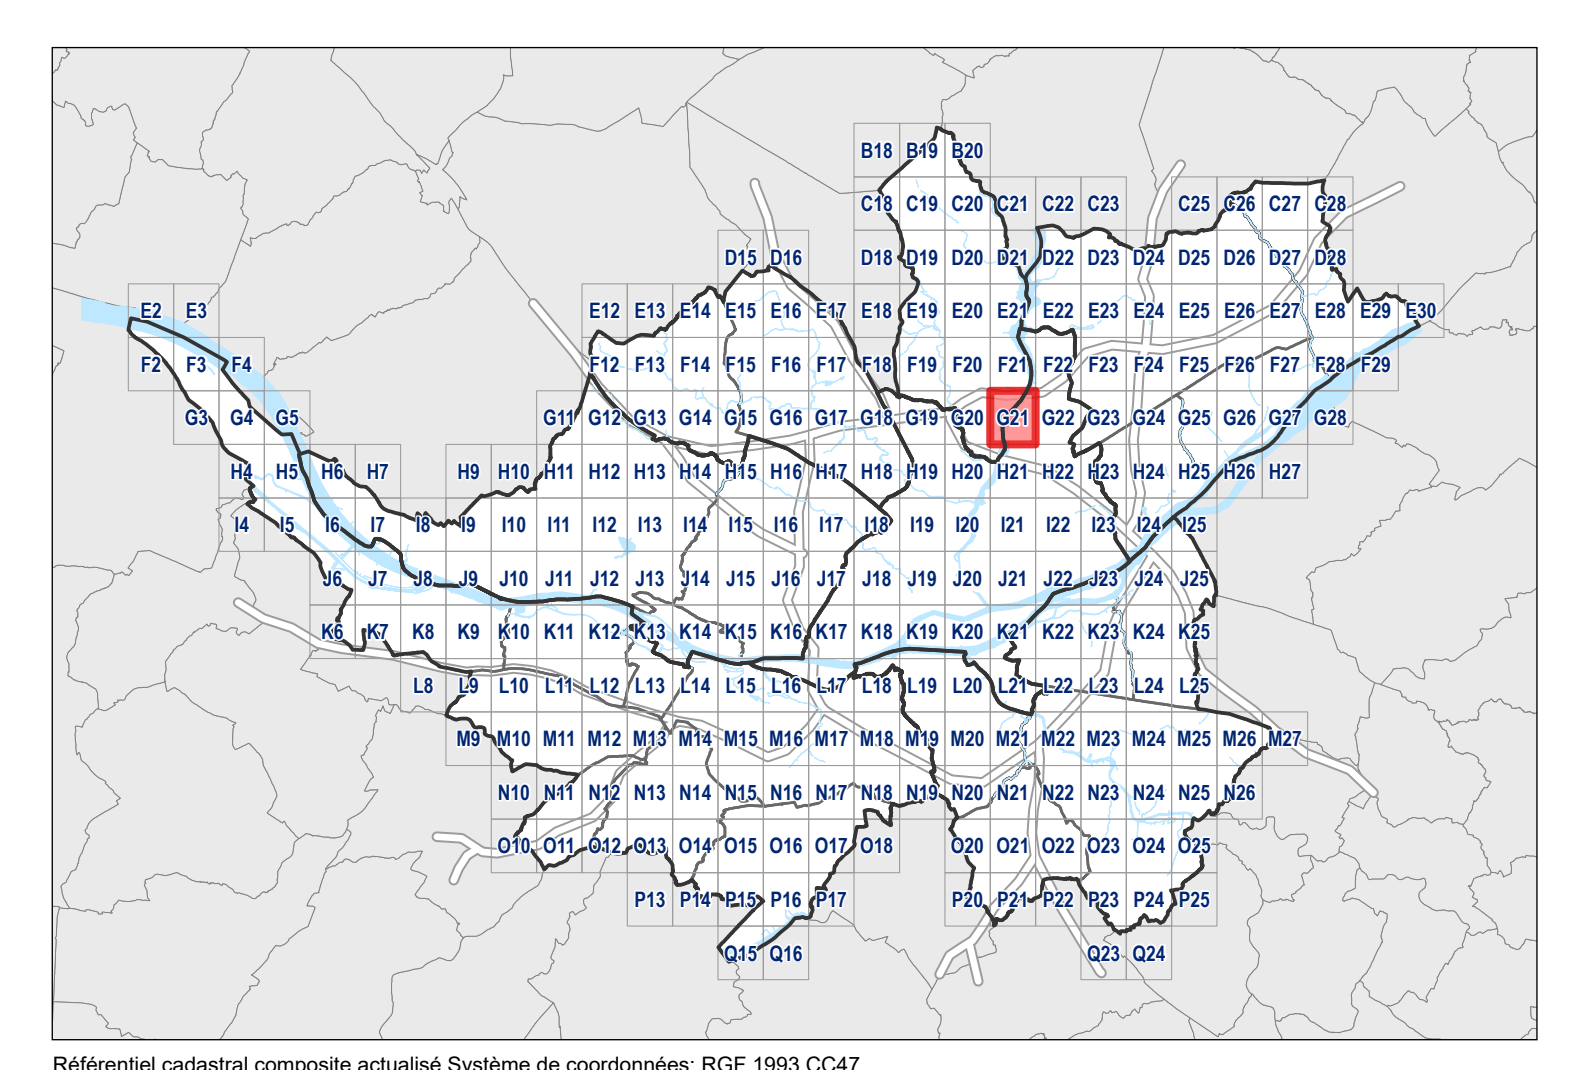 B18 B19 B20
C18 C19 C20 C21 C22 C23 C25 C26 C27 C28
D15 D16 D18 D19 D20 D21 D22 D23 D24 D25 D26 D27 D28
E2 E3 E12 E13 E14 E15 E16 E17 E18 E19 E20 E21 E22 E23 E24 E25 E26 E27 E28 E29 E30
F2 F3 F4 F12 F13 F14 F15 F16 F17 F18 F19 F20 F21 F22 F23 F24 F25 F26 F27 F28 F29
G3 G4 G5 G11 G12 G13 G14 G15 G16 G17 G18 G19 G20 G21 G22 G23 G24 G25 G26 G27 G28
H4 H5 H6 H7 H9 H10 H11 H12 H13 H14 H15 H16 H17 H18 H19 H20 H21 H22 H23 H24 H25 H26 H27
I4 I5 I6 I7 I8 I9 I10 I11 I12 I13 I14 I15 I16 I17 I18 I19 I20 I21 I22 I23 I24 I25
J6 J7 J8 J9 J10 J11 J12 J13 J14 J15 J16 J17 J18 J19 J20 J21 J22 J23 J24 J25
K6 K7 K8 K9 K10 K11 K12 K13 K14 K15 K16 K17 K18 K19 K20 K21 K22 K23 K24 K25
L8 L9 L10 L11 L12 L13 L14 L15 L16 L17 L18 L19 L20 L21 L22 L23 L24 L25
M9 M10 M11 M12 M13 M14 M15 M16 M17 M18 M19 M20 M21 M22 M23 M24 M25 M26 M27
N10 N11 N12 N13 N14 N15 N16 N17 N18 N19 N20 N21 N22 N23 N24 N25 N26
O10 O11 O12 O13 O14 O15 O16 O17 O18 O20 O21 O22 O23 O24 O25
P13 P14 P15 P16 P17 P20 P21 P22 P23 P24 P25
Q15 Q16 Q23 Q24
Référentiel cadastral composite actualisé Système de coordonnées: RGF 1993 CC47